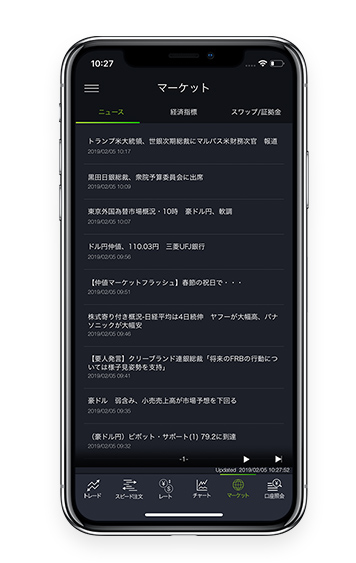 10:27
マーケット
ニュース 経済指標 スワップ/証拠金
トランプ米大統領、世銀次期総裁にマルパス米財務次官 報道
2019/02/05 10:17
黒田日銀総裁、衆院予算委員会に出席
2019/02/05 10:09
東京外国為替市場概況・10時 豪ドル円、軟調
2019/02/05 10:07
ドル円仲値、110.03円 三菱UFJ銀行
2019/02/05 09:56
【仲値マーケットフラッシュ】春節の祝日で・・・
2019/02/05 09:51
株式寄り付き概況-日経平均は4日続伸 ヤフーが大幅高、パナ
ソニックが大幅安
2019/02/05 09:46
【要人発言】クリーブランド連銀総裁「将来のFRBの行動につ
いては様子見姿勢を支持」
2019/02/05 09:41
豪ドル 弱含み、小売売上高が市場予想を下回る
2019/02/05 09:35
（豪ドル円）ピボット・サポート(1) 79.2に到達
2019/02/05 09:32
-1-
Updated 2019/02/05 10:27:52
トレード スピード注文 レート チャート マーケット 口座照会